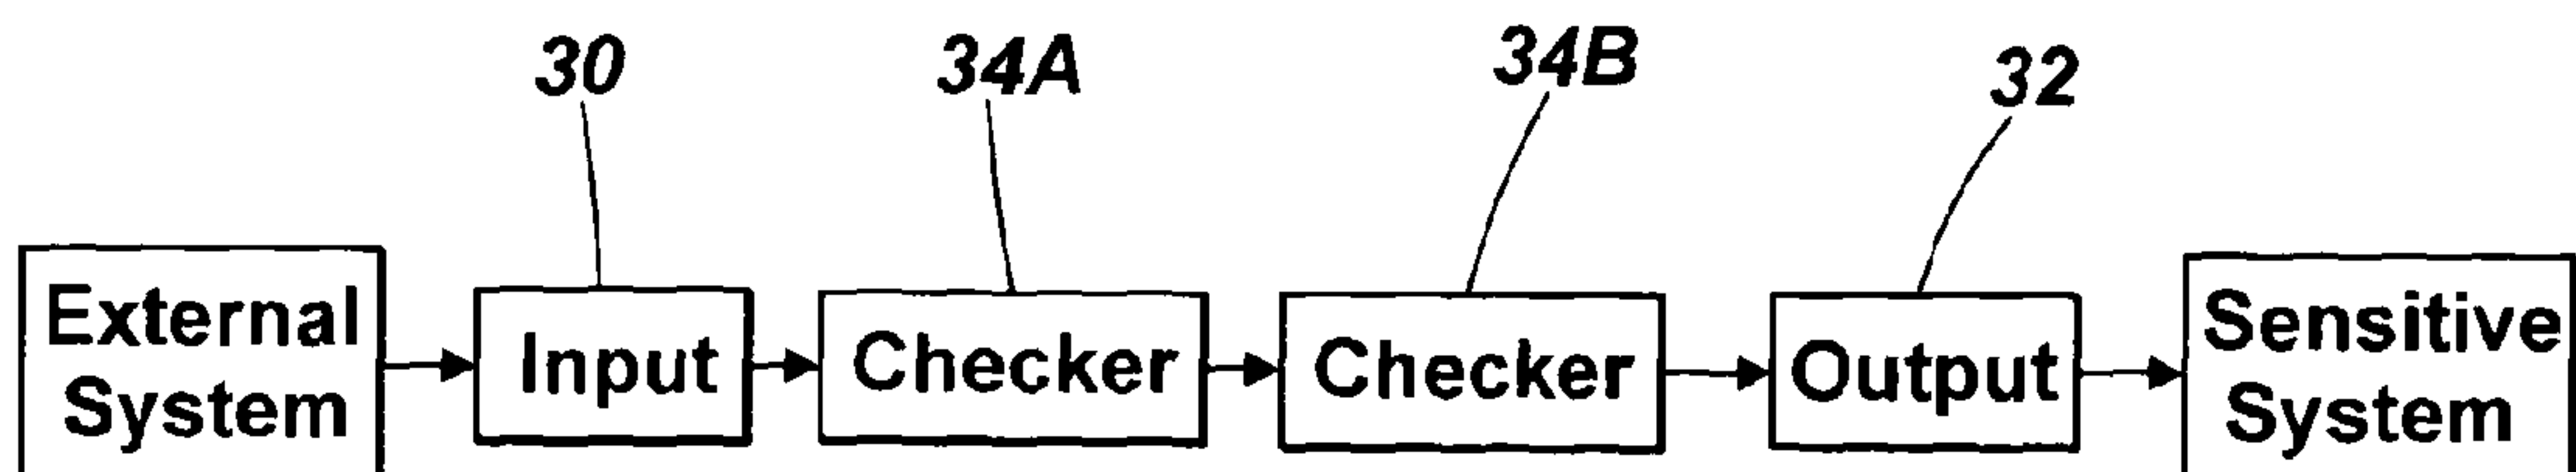 30
34A
34B
32
External
System
Input
Checker
Checker
Output
Sensitive
System